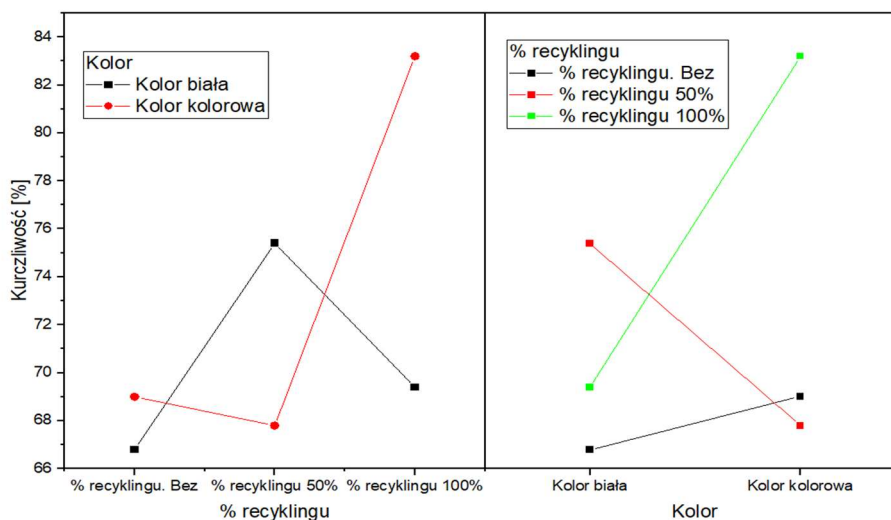 84
82
80
78
76
74
72
70
68
66
Kurczliwość [%]
Kolor
Kolor biała
Kolor kolorowa
% recyklingu. Bez
% recyklingu 50%
% recyklingu 100%
% recyklingu
% recyklingu
% recyklingu. Bez
% recyklingu 50%
% recyklingu 100%
Kolor biała
Kolor kolorowa
Kolor